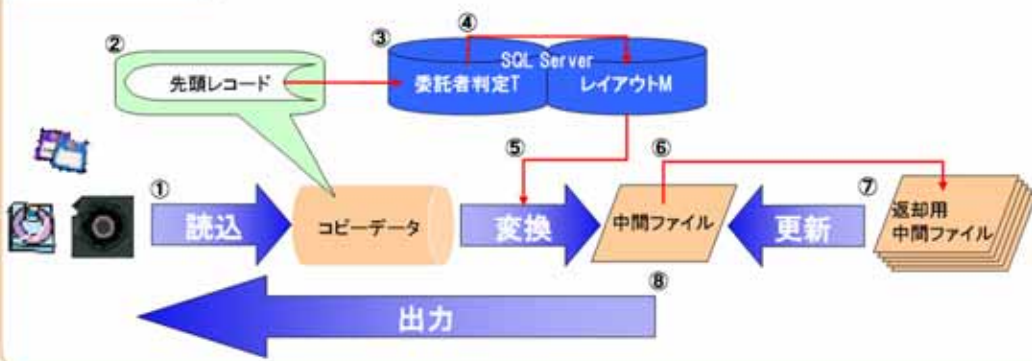 ②
先頭レコード
③
④
SQL Server
委託者判定T
レイアウトM
①
読込
コピーデータ
⑤
変換
⑥
中間ファイル
更新
⑦
返却用
中間ファイル
⑧
出力